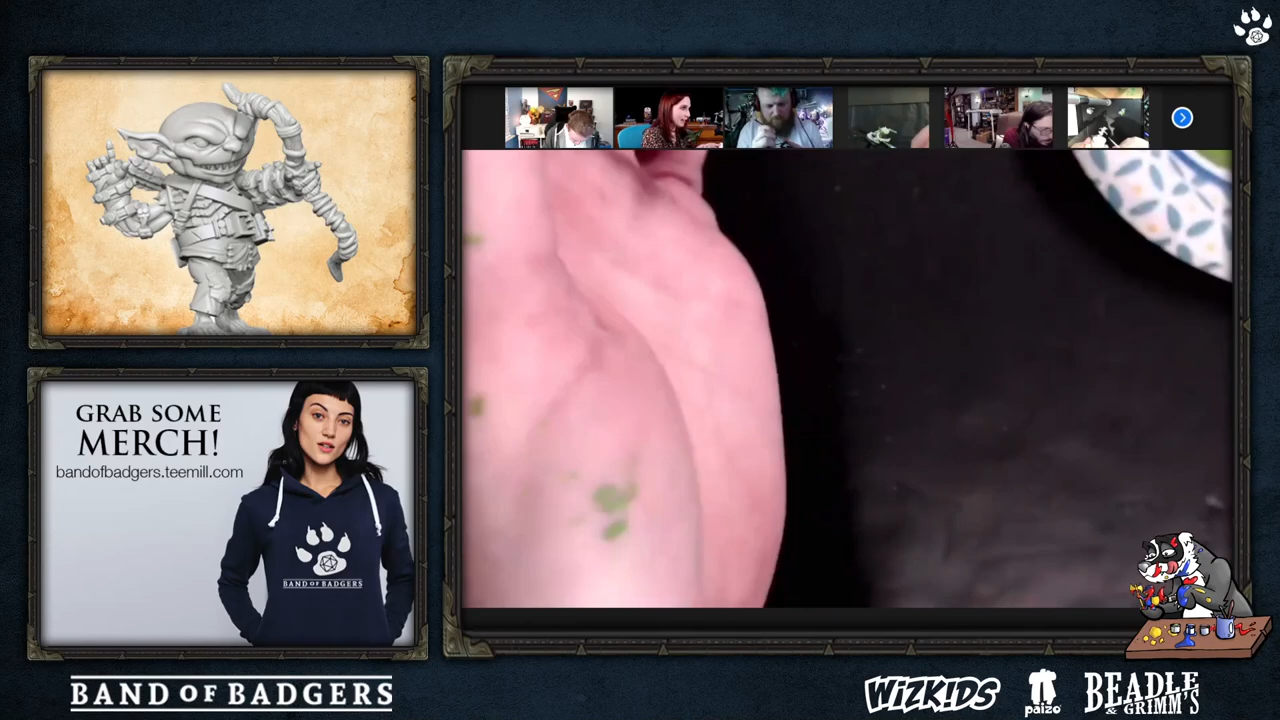 GRAB SOME
MERCH!
bandofbadgers.teemill.com
BAND OF BADGERS
BAND OF BADGERS
WIZKIDS
paizo
BEADLE
& GRIMM'S